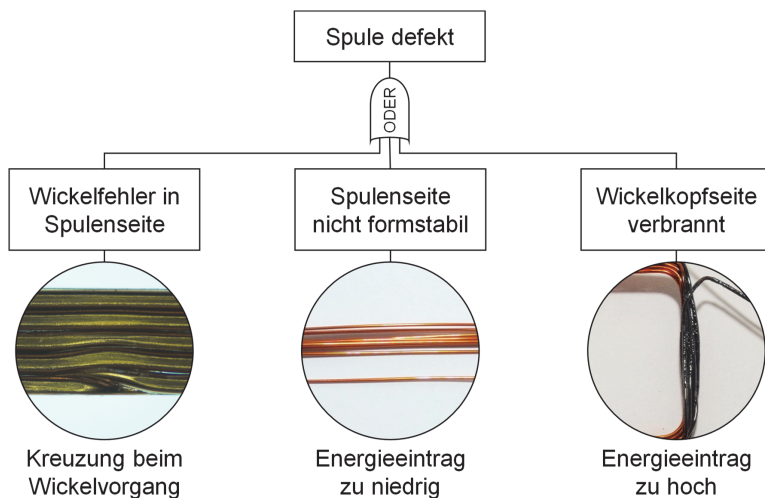 Spule defekt
ODER
Wickelfehler in
Spulenseite
Spulenseite
nicht formstabil
Wickelkopfseite
verbrannt
Kreuzung beim
Wickelvorgang
Energieeintrag
zu niedrig
Energieeintrag
zu hoch